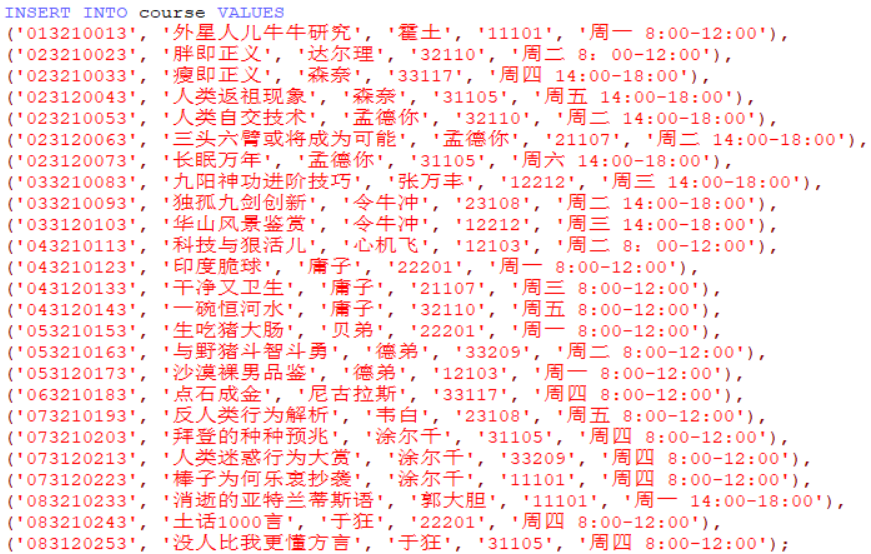 INSERT INTO course VALUES
('013210013', '外星人儿牛牛研究', '霍土', '11101', '周一 8:00-12:00'),
('023210023', '胖即正义', '达尔理', '32110', '周二 8：00-12:00'),
('023210033', '瘦即正义', '森奈', '33117', '周四 14:00-18:00'),
('023120043', '人类返祖现象', '森奈', '31105', '周五 14:00-18:00'),
('023210053', '人类自交技术', '孟德你', '32110', '周二 14:00-18:00'),
('023120063', '三头六臂或将成为可能', '孟德你', '21107', '周二 14:00-18:00'),
('023120073', '长眠万年', '孟德你', '31105', '周六 14:00-18:00'),
('033210083', '九阳神功进阶技巧', '张万丰', '12212', '周三 14:00-18:00'),
('033210093', '独孤九剑创新', '令牛冲', '23108', '周二 14:00-18:00'),
('033120103', '华山风景鉴赏', '令牛冲', '12212', '周三 14:00-18:00'),
('043210113', '科技与狠活儿', '心机飞', '12103', '周二 8：00-12:00'),
('043210123', '印度脆球', '庸子', '22201', '周一 8:00-12:00'),
('043120133', '干净又卫生', '庸子', '21107', '周三 8:00-12:00'),
('043120143', '一碗恒河水', '庸子', '32110', '周五 8:00-12:00'),
('053210153', '生吃猪大肠', '贝弟', '22201', '周一 8:00-12:00'),
('053210163', '与野猪斗智斗勇', '德弟', '33209', '周二 8:00-12:00'),
('053120173', '沙漠裸男品鉴', '德弟', '12103', '周一 8:00-12:00'),
('063210183', '点石成金', '尼古拉斯', '33117', '周四 8:00-12:00'),
('073210193', '反人类行为解析', '韦白', '23108', '周五 8:00-12:00'),
('073210203', '拜登的种种预兆', '涂尔千', '31105', '周四 8:00-12:00'),
('073120213', '人类迷惑行为大赏', '涂尔千', '33209', '周四 8:00-12:00'),
('073120223', '棒子为何乐衷抄袭', '涂尔千', '11101', '周四 8:00-12:00'),
('083210233', '消逝的亚特兰蒂斯语', '郭大胆', '11101', '周一 14:00-18:00'),
('083210243', '土话1000言', '于狂', '22201', '周四 8:00-12:00'),
('083120253', '没人比我更懂方言', '于狂', '31105', '周四 8:00-12:00');